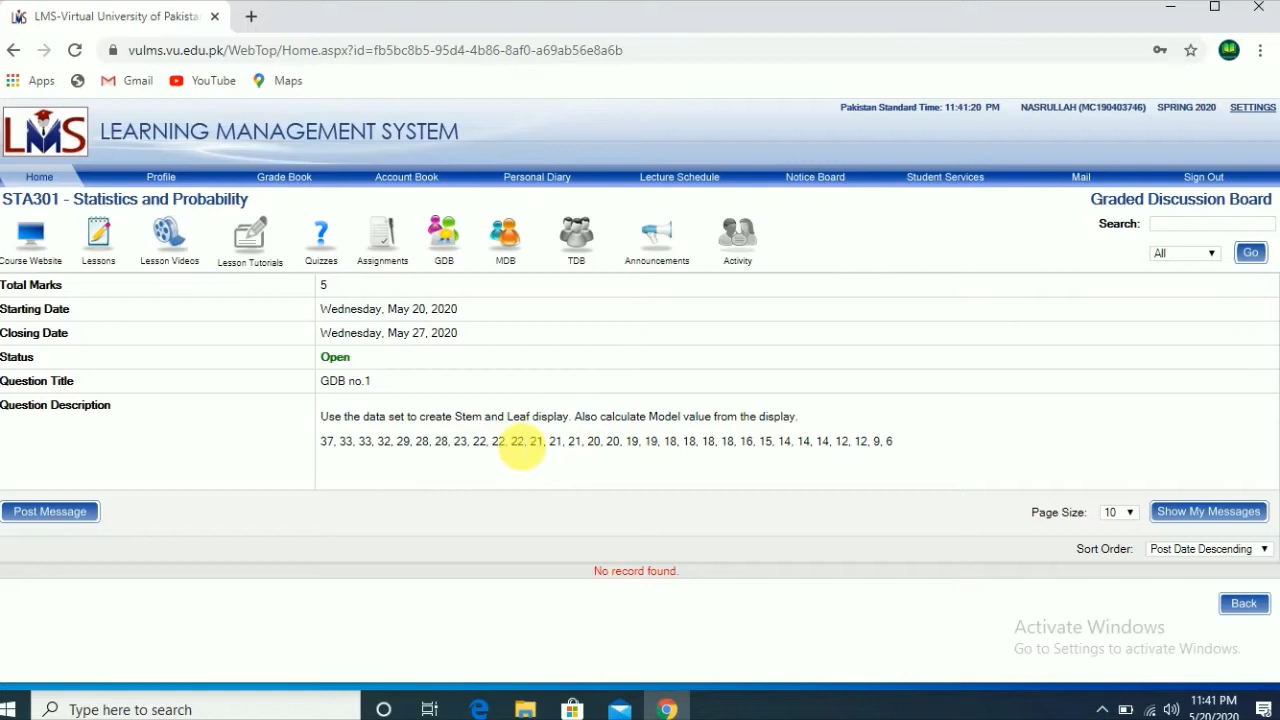 LMS-Virtual University of Pakista
vulms.vu.edu.pk/WebTop/Home.aspx?id=fb5bc8b5-95d4-4b86-8af0-a69ab56e8a6b
Apps Gmail YouTube Maps
Pakistan Standard Time: 11:41:20 PM NASRULLAH (MC190403746) SPRING 2020 SETTINGS
LMS LEARNING MANAGEMENT SYSTEM
Home Profile Grade Book Account Book Personal Diary Lecture Schedule Notice Board Student Services Mail Sign Out
STA301 - Statistics and Probability Graded Discussion Board
Search:
Course Website Lessons Lesson Videos Lesson Tutorials Quizzes Assignments GDB MDB TDB Announcements Activity
All Go
Total Marks 5
Starting Date Wednesday, May 20, 2020
Closing Date Wednesday, May 27, 2020
Status Open
Question Title GDB no.1
Question Description
Use the data set to create Stem and Leaf display. Also calculate Model value from the display.
37, 33, 33, 32, 29, 28, 28, 23, 22, 22, 22, 21, 21, 21, 20, 20, 19, 19, 18, 18, 18, 18, 16, 15, 14, 14, 14, 12, 12, 9, 6
Post Message Page Size: 10 Show My Messages
Sort Order: Post Date Descending
No record found.
Back
Activate Windows
Go to Settings to activate Windows.
Type here to search
11:41 PM
5/20/2020